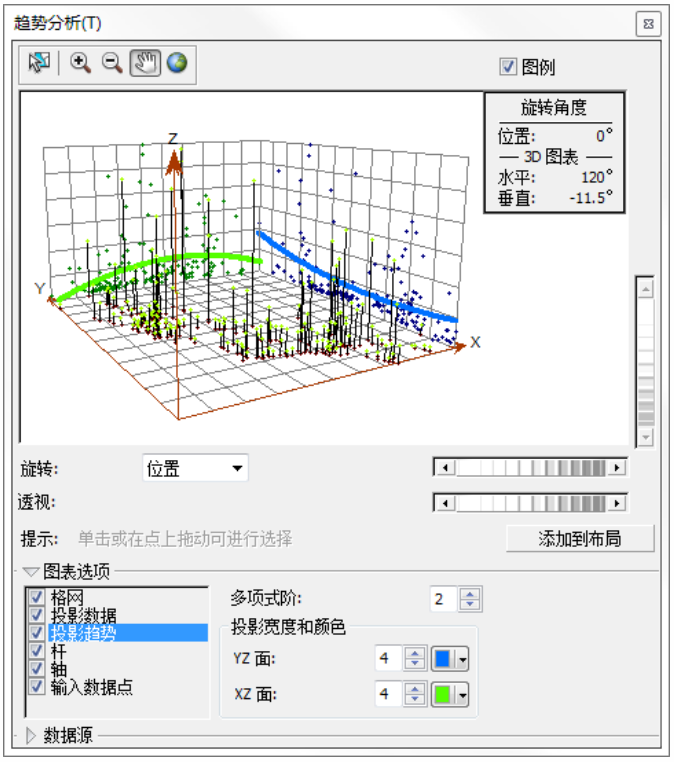 趋势分析(T)
图例
旋转角度
位置: 0°
3D 图表
水平: 120°
垂直: -11.5°
Z
Y
X
旋转: 位置
透视:
提示: 单击或在点上拖动可进行选择 添加到布局
图表选项
格网
投影数据
投影趋势
杆
轴
输入数据点
多项式阶: 2
投影宽度和颜色
YZ 面: 4
XZ 面: 4
数据源